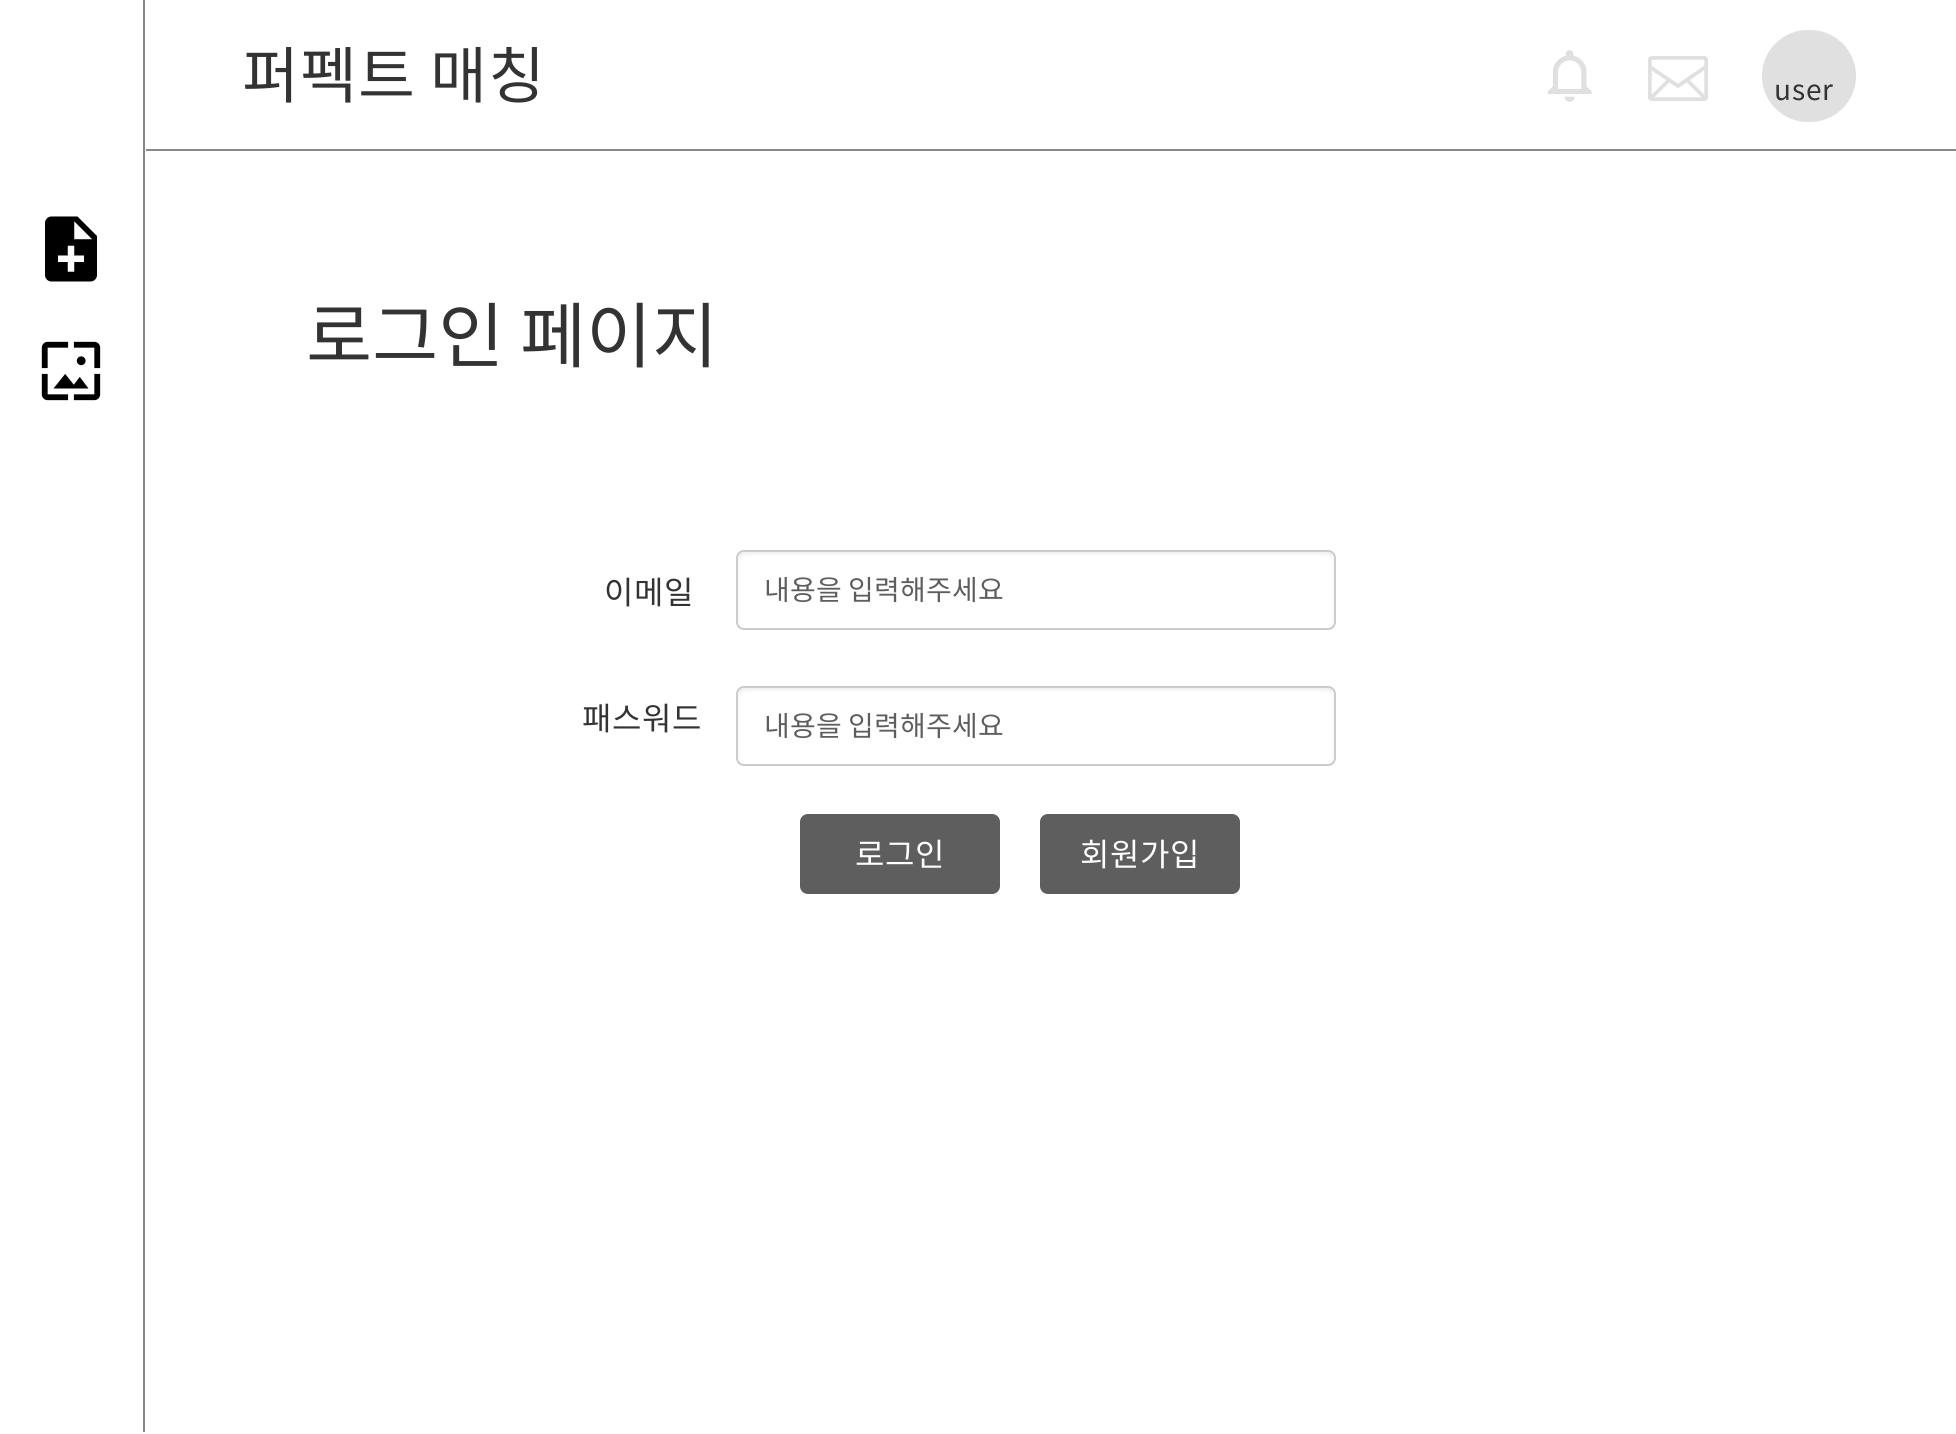 퍼펙트 매칭
user
로그인 페이지
이메일
내용을 입력해주세요
패스워드
내용을 입력해주세요
로그인
회원가입